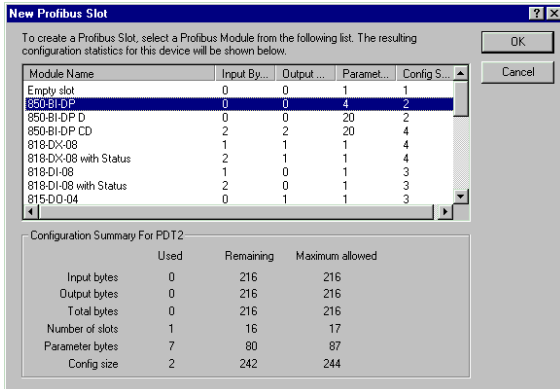 New Profibus Slot
To create a Profibus Slot, select a Profibus Module from the following list. The resulting
configuration statistics for this device will be shown below.
OK
Cancel
Module Name Input By... Output ... Paramet... Config S...
Empty slot 0 0 1 1
850-BI-DP 0 0 4 2
850-BI-DP D 0 0 20 2
850-BI-DP CD 2 2 20 4
818-DX-08 1 1 1 4
818-DX-08 with Status 2 1 1 4
818-DI-08 1 0 1 3
818-DI-08 with Status 2 0 1 3
815-DO-04 0 1 1 3
Configuration Summary For PDT2
Used Remaining Maximum allowed
Input bytes 0 216 216
Output bytes 0 216 216
Total bytes 0 216 216
Number of slots 1 16 17
Parameter bytes 7 80 87
Config size 2 242 244